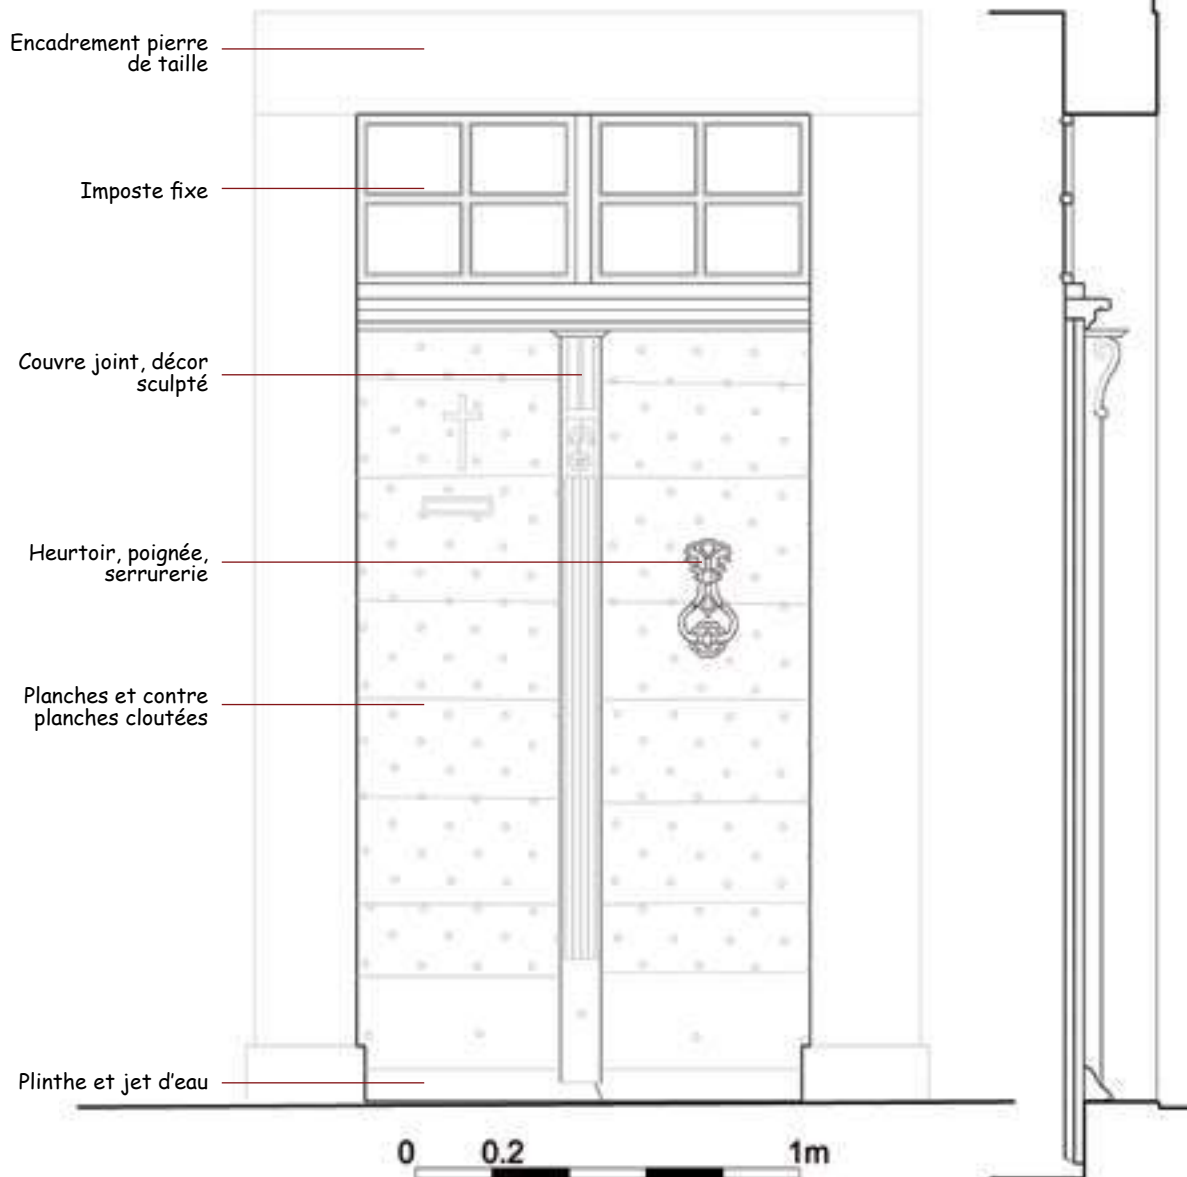 Encadrement pierre
de taille
Imposte fixe
Couvre joint, décor
sculpté
Heurtoir, poignée,
serrurerie
Planches et contre
planches cloutées
Plinthe et jet d'eau
0 0.2 1m